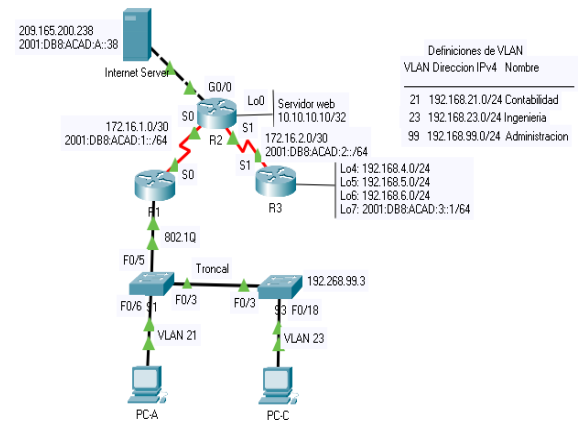 209.165.200.238
2001:DB8:ACAD:A::38
Internet Server
Definiciones de VLAN
VLAN Direccion IPv4 Nombre
21 192.168.21.0/24 Contabilidad
23 192.168.23.0/24 Ingenieria
99 192.168.99.0/24 Administracion
G0/0
Lo0
Servidor web
10.10.10.10/32
S0
R2
S1
172.16.1.0/30
2001:DB8:ACAD:1::/64
172.16.2.0/30
2001:DB8:ACAD:2::/64
S0
S1
R1
R3
Lo4: 192.168.4.0/24
Lo5: 192.168.5.0/24
Lo6: 192.168.6.0/24
Lo7: 2001:DB8:ACAD:3::1/64
802.1Q
F0/5
Troncal
192.268.99.3
F0/3
F0/3
F0/6
S1
S3
F0/18
VLAN 21
VLAN 23
PC-A
PC-C